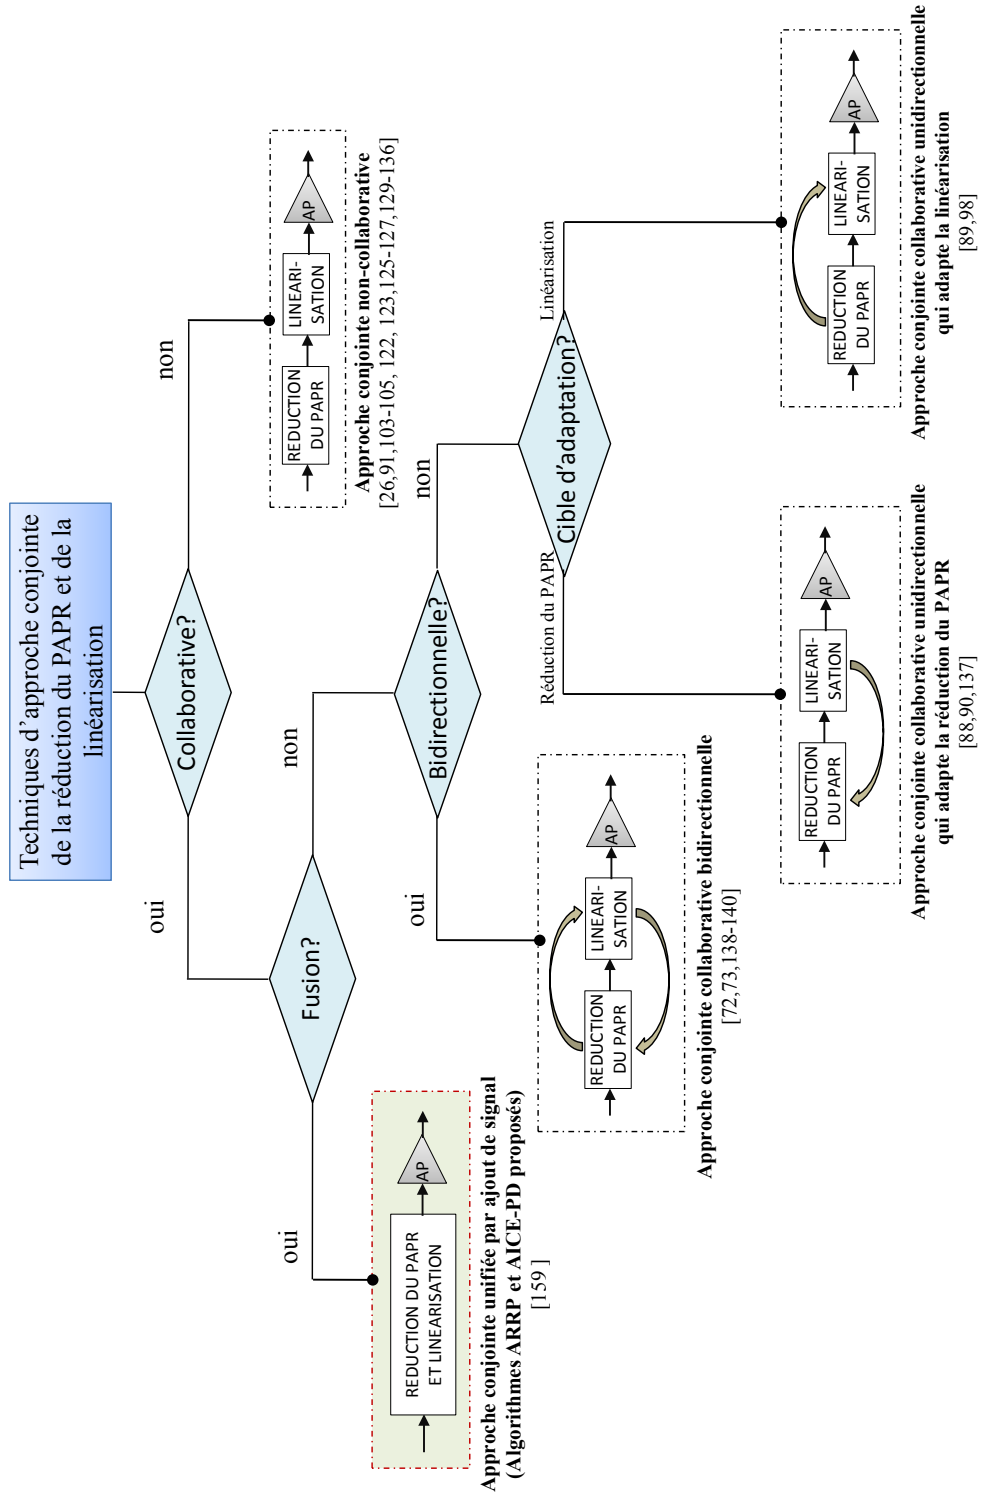 Techniques d'approche conjointe
de la réduction du PAPR et de la
linéarisation
Collaborative?
oui
non
Fusion?
REDUCTION
DU PAPR
LINEARI-
SATION
AP
Approche conjointe non-collaborative
[26,91,103-105, 122, 123,125-127,129-136]
oui
non
REDUCTION DU PAPR
ET LINEARISATION
AP
Approche conjointe unifiée par ajout de signal
(Algorithmes ARRP et AICE-PD proposés)
[159]
Bidirectionnelle?
oui
non
REDUCTION
DU PAPR
LINEARI-
SATION
AP
Approche conjointe collaborative bidirectionnelle
[72,73,138-140]
Cible d'adaptation?
Réduction du PAPR
Linéarisation
REDUCTION
DU PAPR
LINEARI-
SATION
AP
Approche conjointe collaborative unidirectionnelle
qui adapte la réduction du PAPR
[88,90,137]
REDUCTION
DU PAPR
LINEARI-
SATION
AP
Approche conjointe collaborative unidirectionnelle
qui adapte la linéarisation
[89,98]